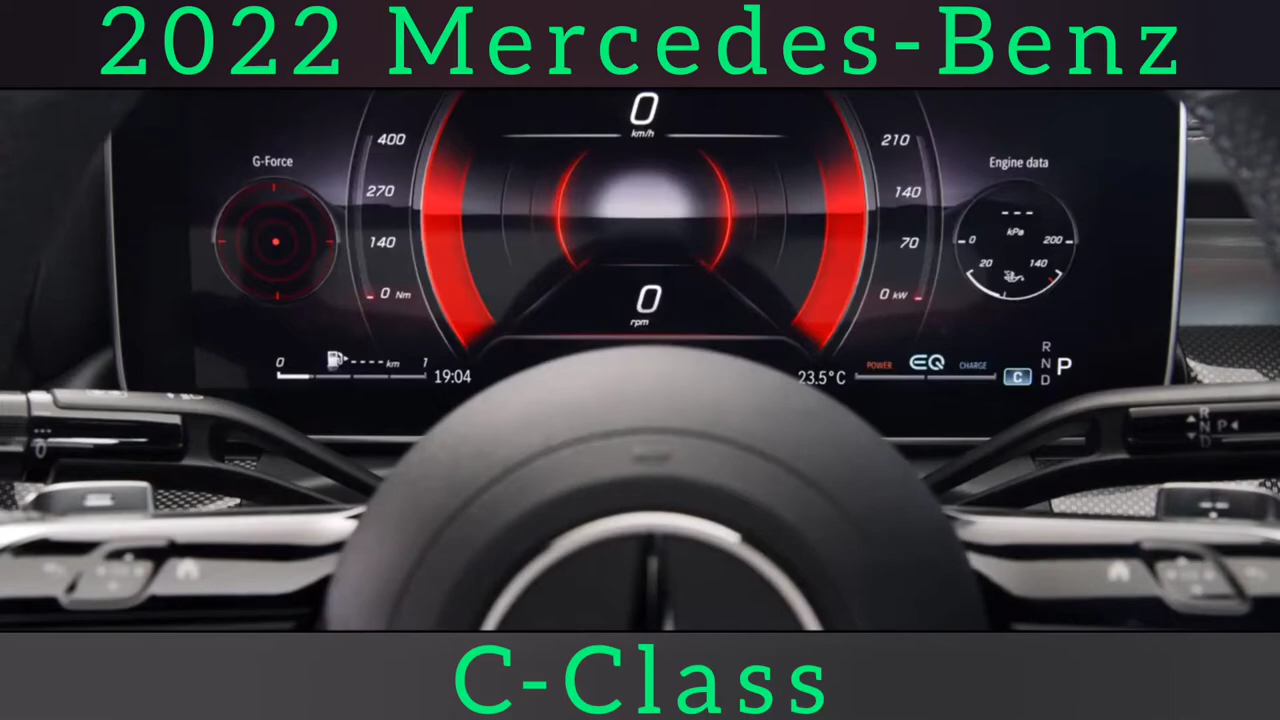 2022 Mercedes-Benz
0
km/h
400
210
G-Force
Engine data
270
140
---
kPa
0
200
140
70
20
140
0 Nm
0 kW
0
rpm
0
----- km
1
19:04
23.5°C
POWER
EQ
CHARGE
C
R
N
D
P
R
N
D
P
0
C-Class